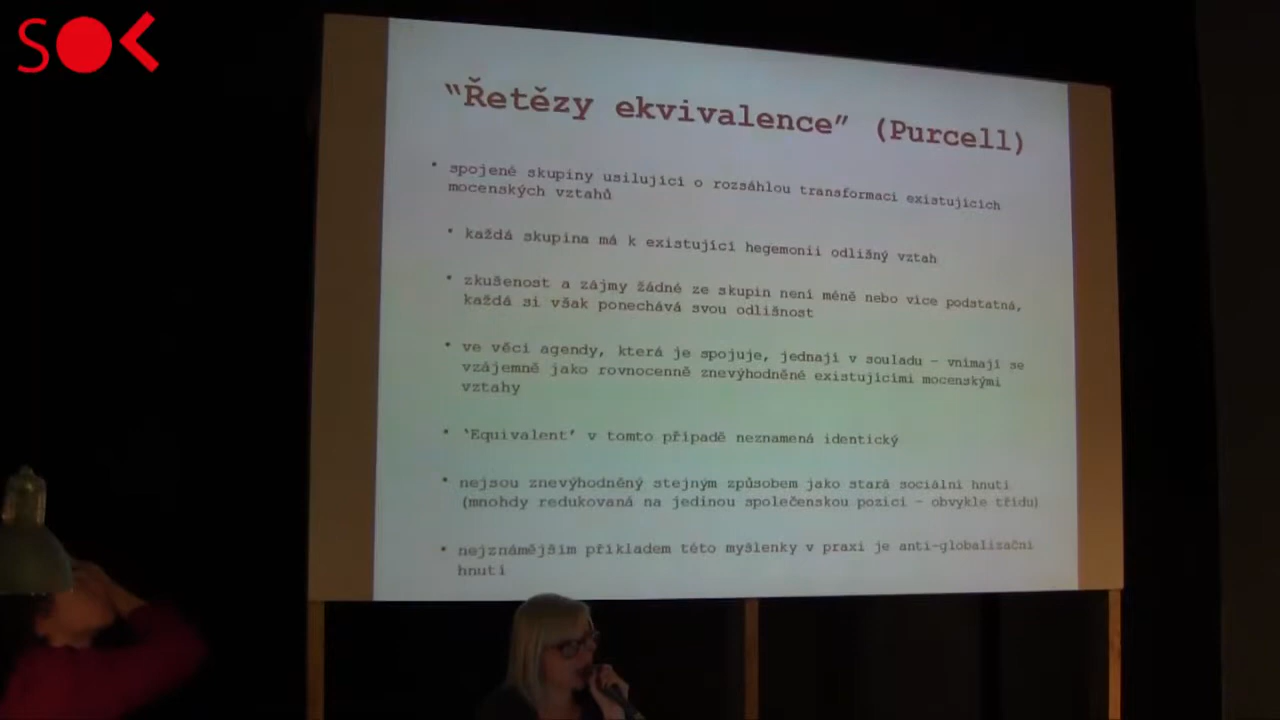 SOK
“Řetězy ekvivalence” (Purcell)
• spojené skupiny usilující o rozsáhlou transformaci existujících
mocenských vztahů
• každá skupina má k existující hegemonii odlišný vztah
• zkušenost a zájmy žádné ze skupin není méně nebo více podstatná,
každá si však ponechává svou odlišnost
• ve věci agendy, která je spojuje, jednají v souladu – vnímají se
vzájemně jako rovnocenně znevýhodněné existujícími mocenskými
vztahy
• ‘Equivalent’ v tomto případě neznamená identický
• nejsou znevýhodněný stejným způsobem jako stará sociální hnutí
(mnohdy redukovaná na jedinou společenskou pozici – obvykle třídu)
• nejznámějším příkladem této myšlenky v praxi je anti-globalizační
hnutí